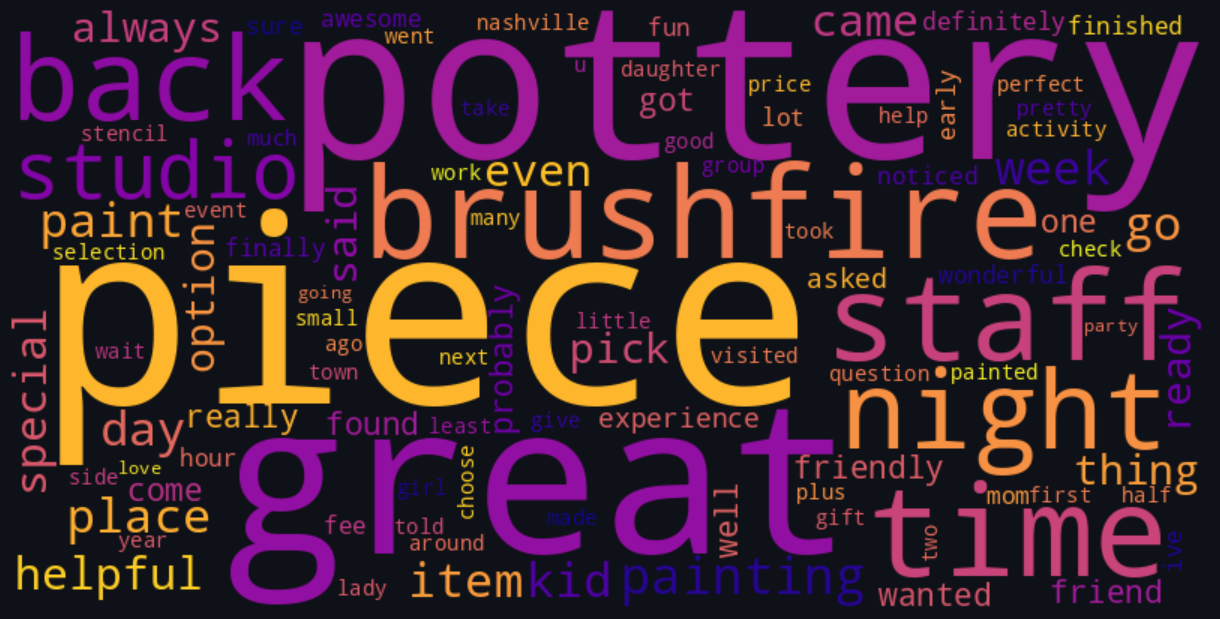 always
sure
awesome
went
nashville
fun
came
definitely
finished
back
pottery
u
daughter
price
got
take
lot
help
early
perfect
pretty
activity
stencil
much
good
studio
work
even
group
noticed
week
paint
event
said
many
brushfire
took
one
go
selection
option
finally
check
piece
going
small
ago
town
wait
probably
little
pick
next
visited
asked
wonderful
staff
party
ready
special
question
painted
day
really
found
least
give
experience
night
hour
side
love
come
great
girl
choose
made
well
friendly
thing
plus
mom
first
half
place
year
fee
told
around
gift
time
two
ive
helpful
lady
item
kid
painting
wanted
friend